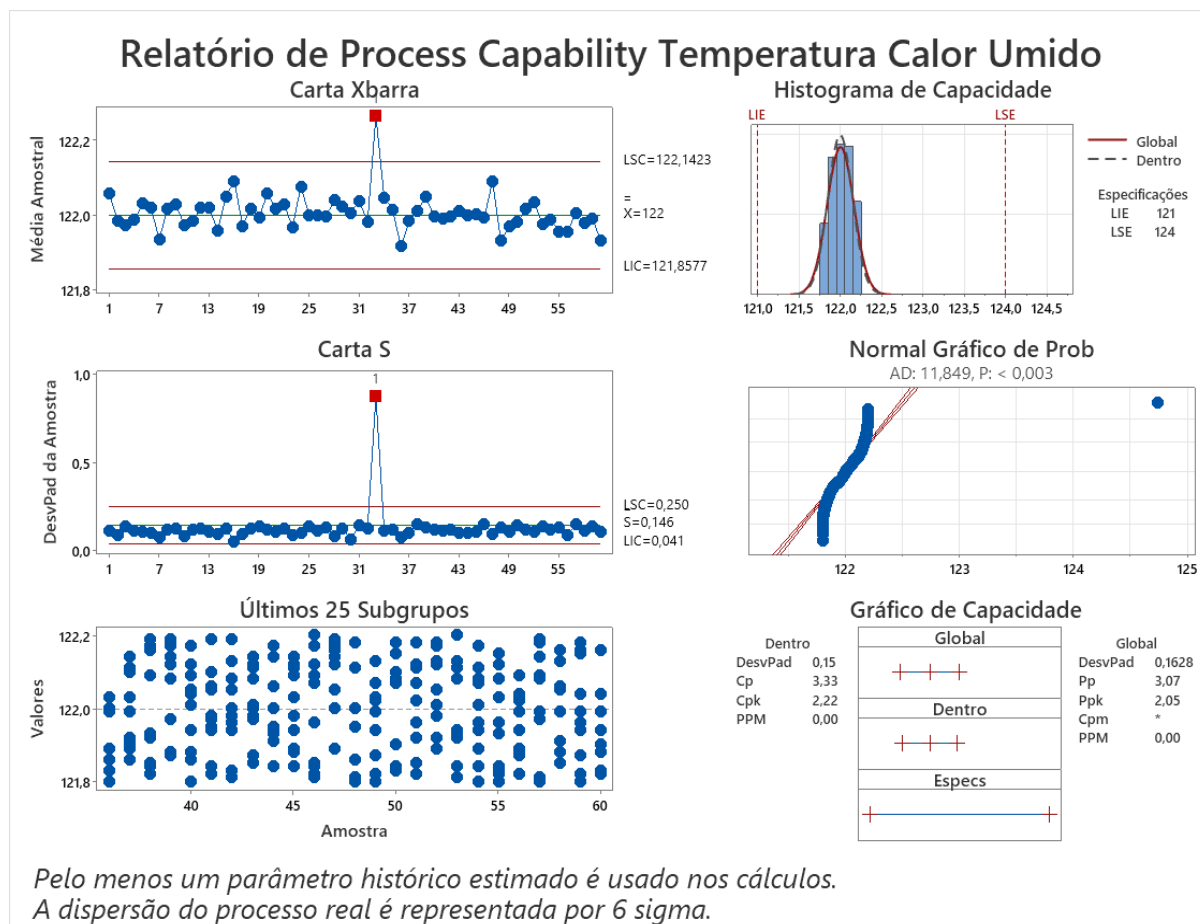 Relatório de Process Capability Temperatura Calor Umido
Carta Xbarra
Média Amostral
1
122,2
122,0
121,8
LSC=122,1423
X=122
LIC=121,8577
1 7 13 19 25 31 37 43 49 55
Histograma de Capacidade
LIE LSE
Global
Dentro
Especificações
LIE 121
LSE 124
121,0 121,5 122,0 122,5 123,0 123,5 124,0 124,5
Carta S
DesvPad da Amostra
1
1,0
0,5
0,0
LSC=0,250
S=0,146
LIC=0,041
1 7 13 19 25 31 37 43 49 55
Normal Gráfico de Prob
AD: 11,849, P: < 0,003
122 123 124 125
Últimos 25 Subgrupos
Valores
122,2
122,0
121,8
40 45 50 55 60
Amostra
Gráfico de Capacidade
Dentro
DesvPad 0,15
Cp 3,33
Cpk 2,22
PPM 0,00
Global
Dentro
Especs
Global
DesvPad 0,1628
Pp 3,07
Ppk 2,05
Cpm *
PPM 0,00
Pelo menos um parâmetro histórico estimado é usado nos cálculos.
A dispersão do processo real é representada por 6 sigma.